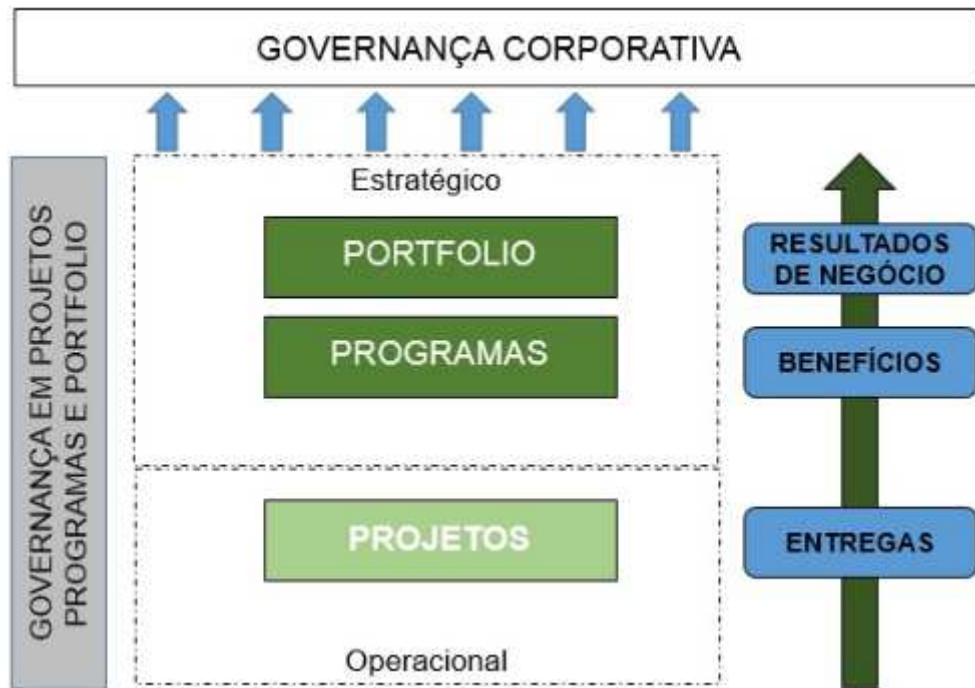 GOVERNANÇA CORPORATIVA
GOVERNANÇA EM PROJETOS
PROGRAMAS E PORTFOLIO
Estratégico
PORTFOLIO
PROGRAMAS
PROJETOS
Operacional
RESULTADOS
DE NEGÓCIO
BENEFÍCIOS
ENTREGAS